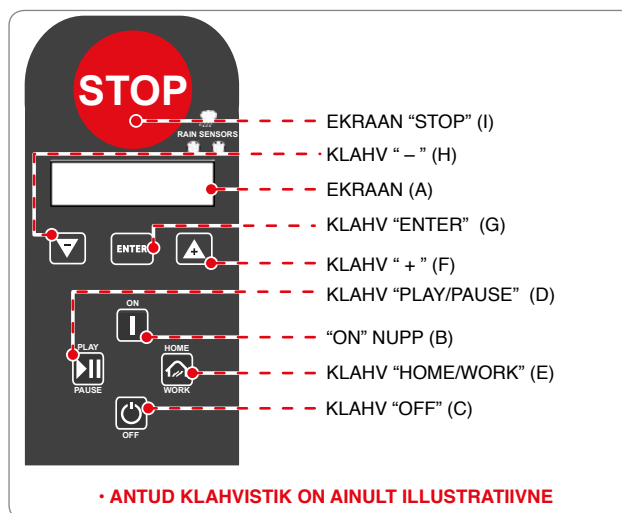 STOP
EKRAAN “STOP” (I)
RAIN SENSORS
KLAHV “ – ” (H)
EKRAAN (A)
KLAHV “ENTER” (G)
–
ENTER
+
KLAHV “ + ” (F)
KLAHV “PLAY/PAUSE” (D)
ON
“ON” NUPP (B)
PLAY
HOME
KLAHV “HOME/WORK” (E)
PAUSE
WORK
KLAHV “OFF” (C)
OFF
• ANTUD KLAHVISTIK ON AINULT ILLUSTRATIIVNE